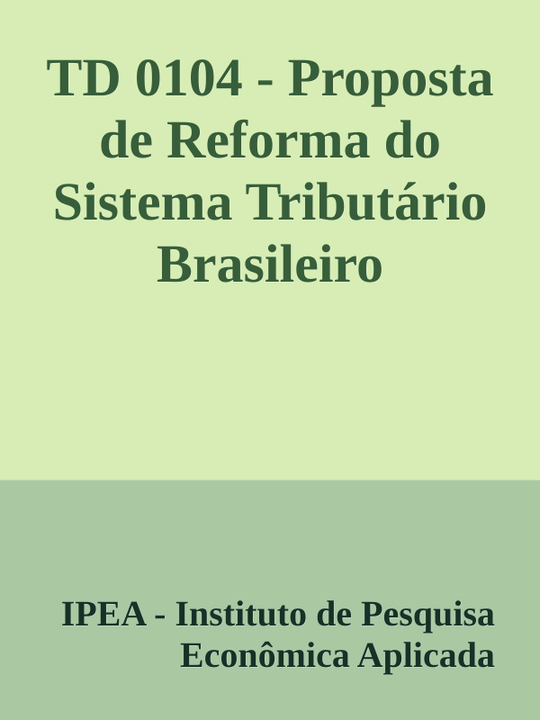 TD 0104 - Proposta
de Reforma do
Sistema Tributário
Brasileiro
IPEA - Instituto de Pesquisa
Econômica Aplicada